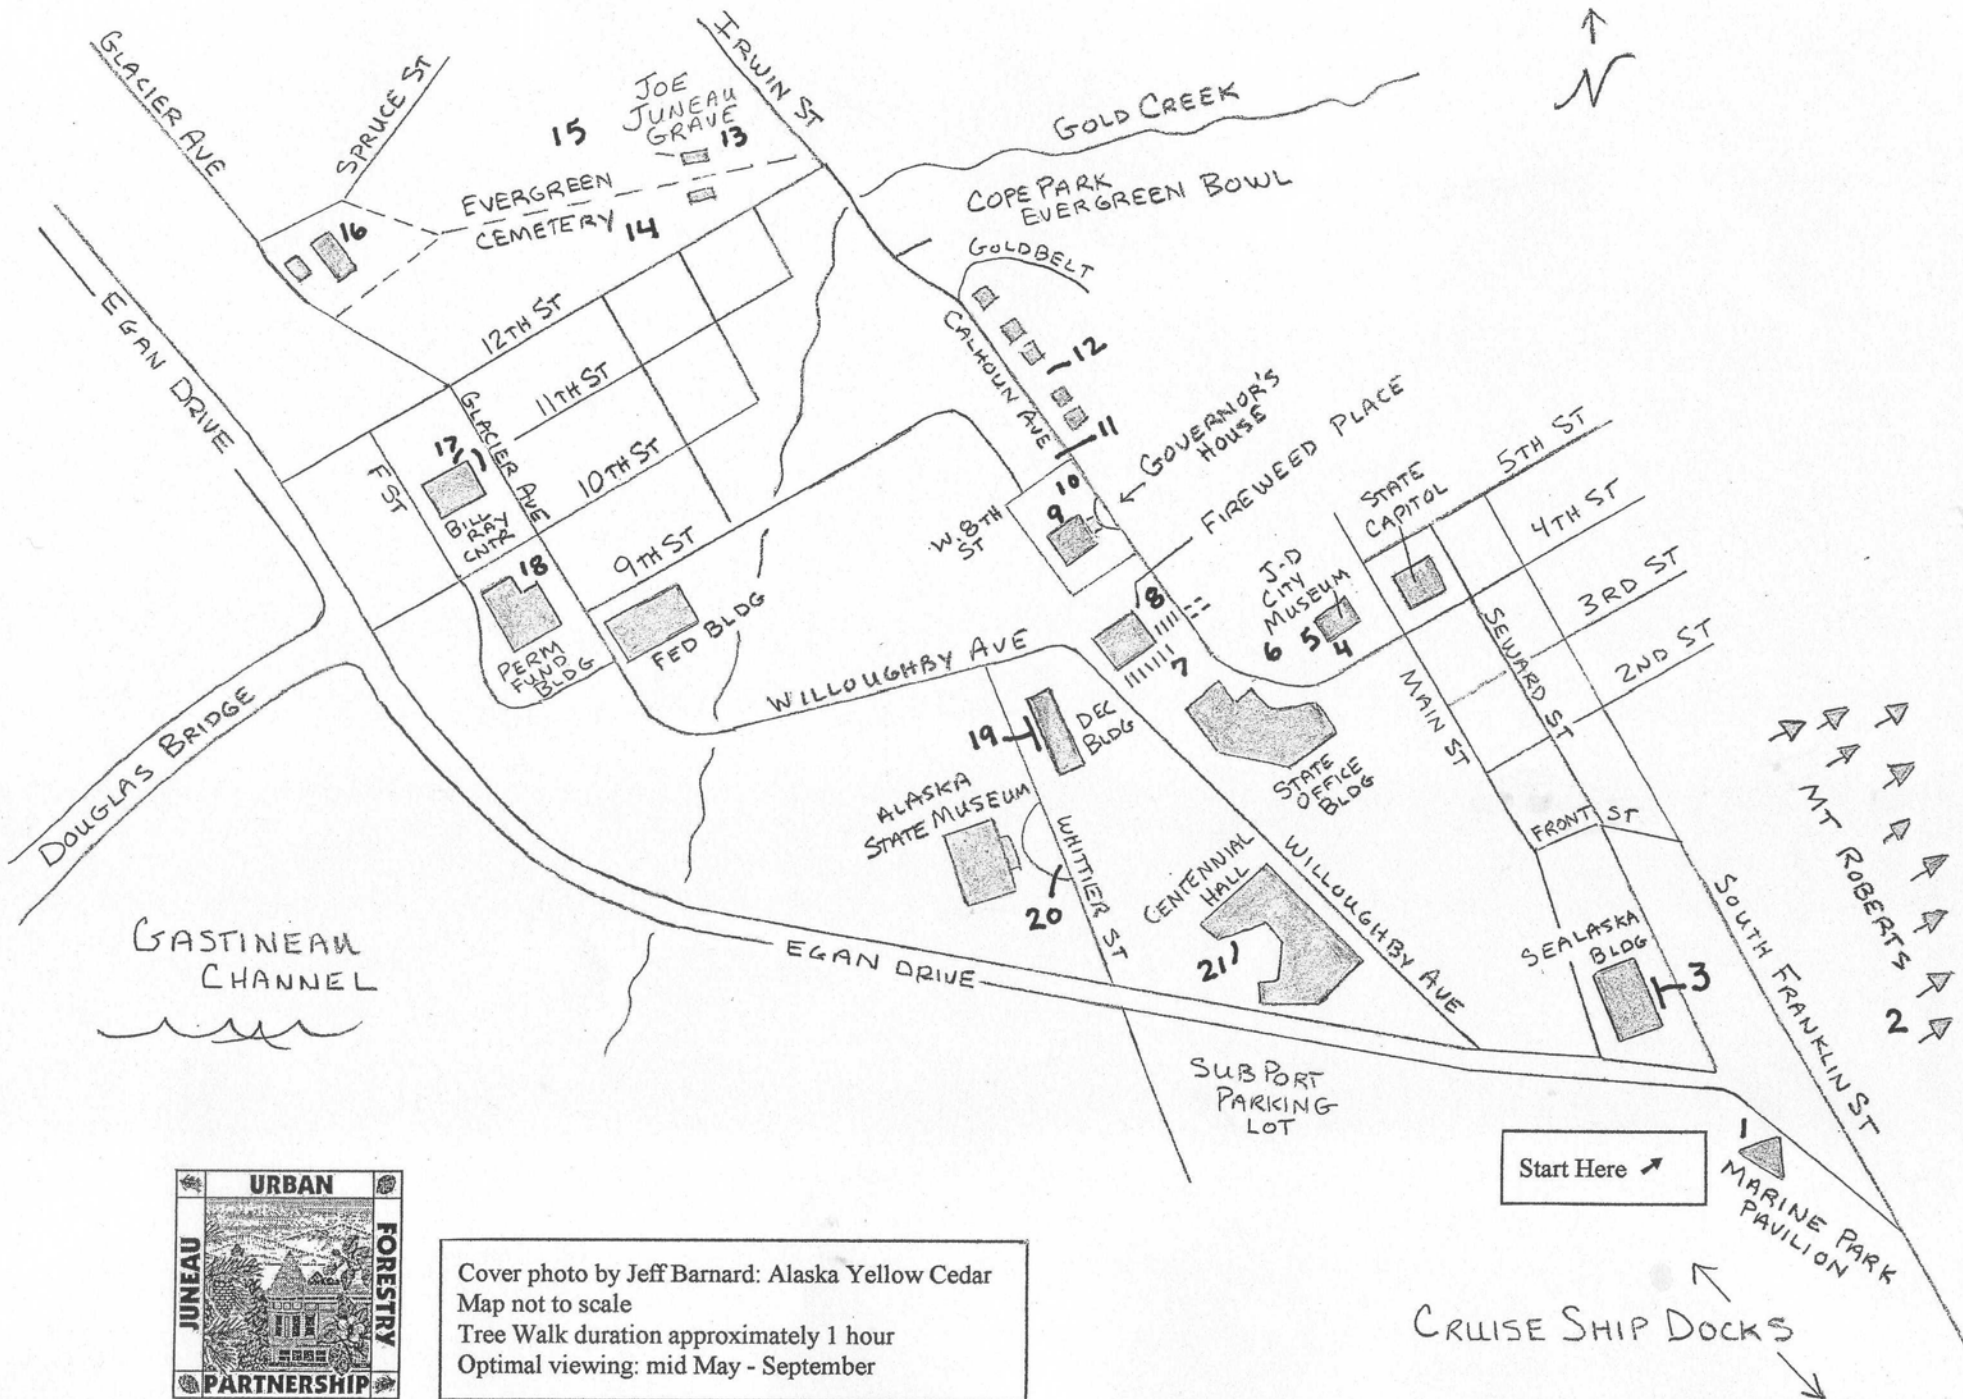 GLACIER AVE
SPRUCE ST
IRWIN ST
N
JOE
JUNEAU
GRAVE
13
15
GOLD CREEK
EVERGREEN
CEMETERY
14
COPE PARK
EVERGREEN BOWL
GOLDBELT
16
EGAN DRIVE
12TH ST
11TH ST
10TH ST
9TH ST
GLACIER AVE
F ST
17
BILL
RAY
CNTR
18
PERM
FUND
BLDG
FED BLDG
CALHOUN AVE
12
11
GOVERNOR'S
HOUSE
10
9
W. 8TH
ST
FIREWEED PLACE
8
7
J-D
CITY
MUSEUM
6
5
4
STATE
CAPITOL
5TH ST
4TH ST
3RD ST
2ND ST
SEWARD ST
MAIN ST
WILLOUGHBY AVE
DOUGLAS BRIDGE
19
DEC
BLDG
STATE
OFFICE
BLDG
ALASKA
STATE MUSEUM
WHITTIER ST
20
CENTENNIAL
HALL
21
WILLOUGHBY AVE
FRONT ST
SOUTH FRANKLIN ST
MT ROBERTS
2
SEALASKA
BLDG
3
GASTINEAU
CHANNEL
EGAN DRIVE
SUBPORT
PARKING
LOT
Start Here
1
MARINE PARK
PAVILION
CRUISE SHIP DOCKS
URBAN
JUNEAU
FORESTRY
PARTNERSHIP
Cover photo by Jeff Barnard: Alaska Yellow Cedar
Map not to scale
Tree Walk duration approximately 1 hour
Optimal viewing: mid May - September